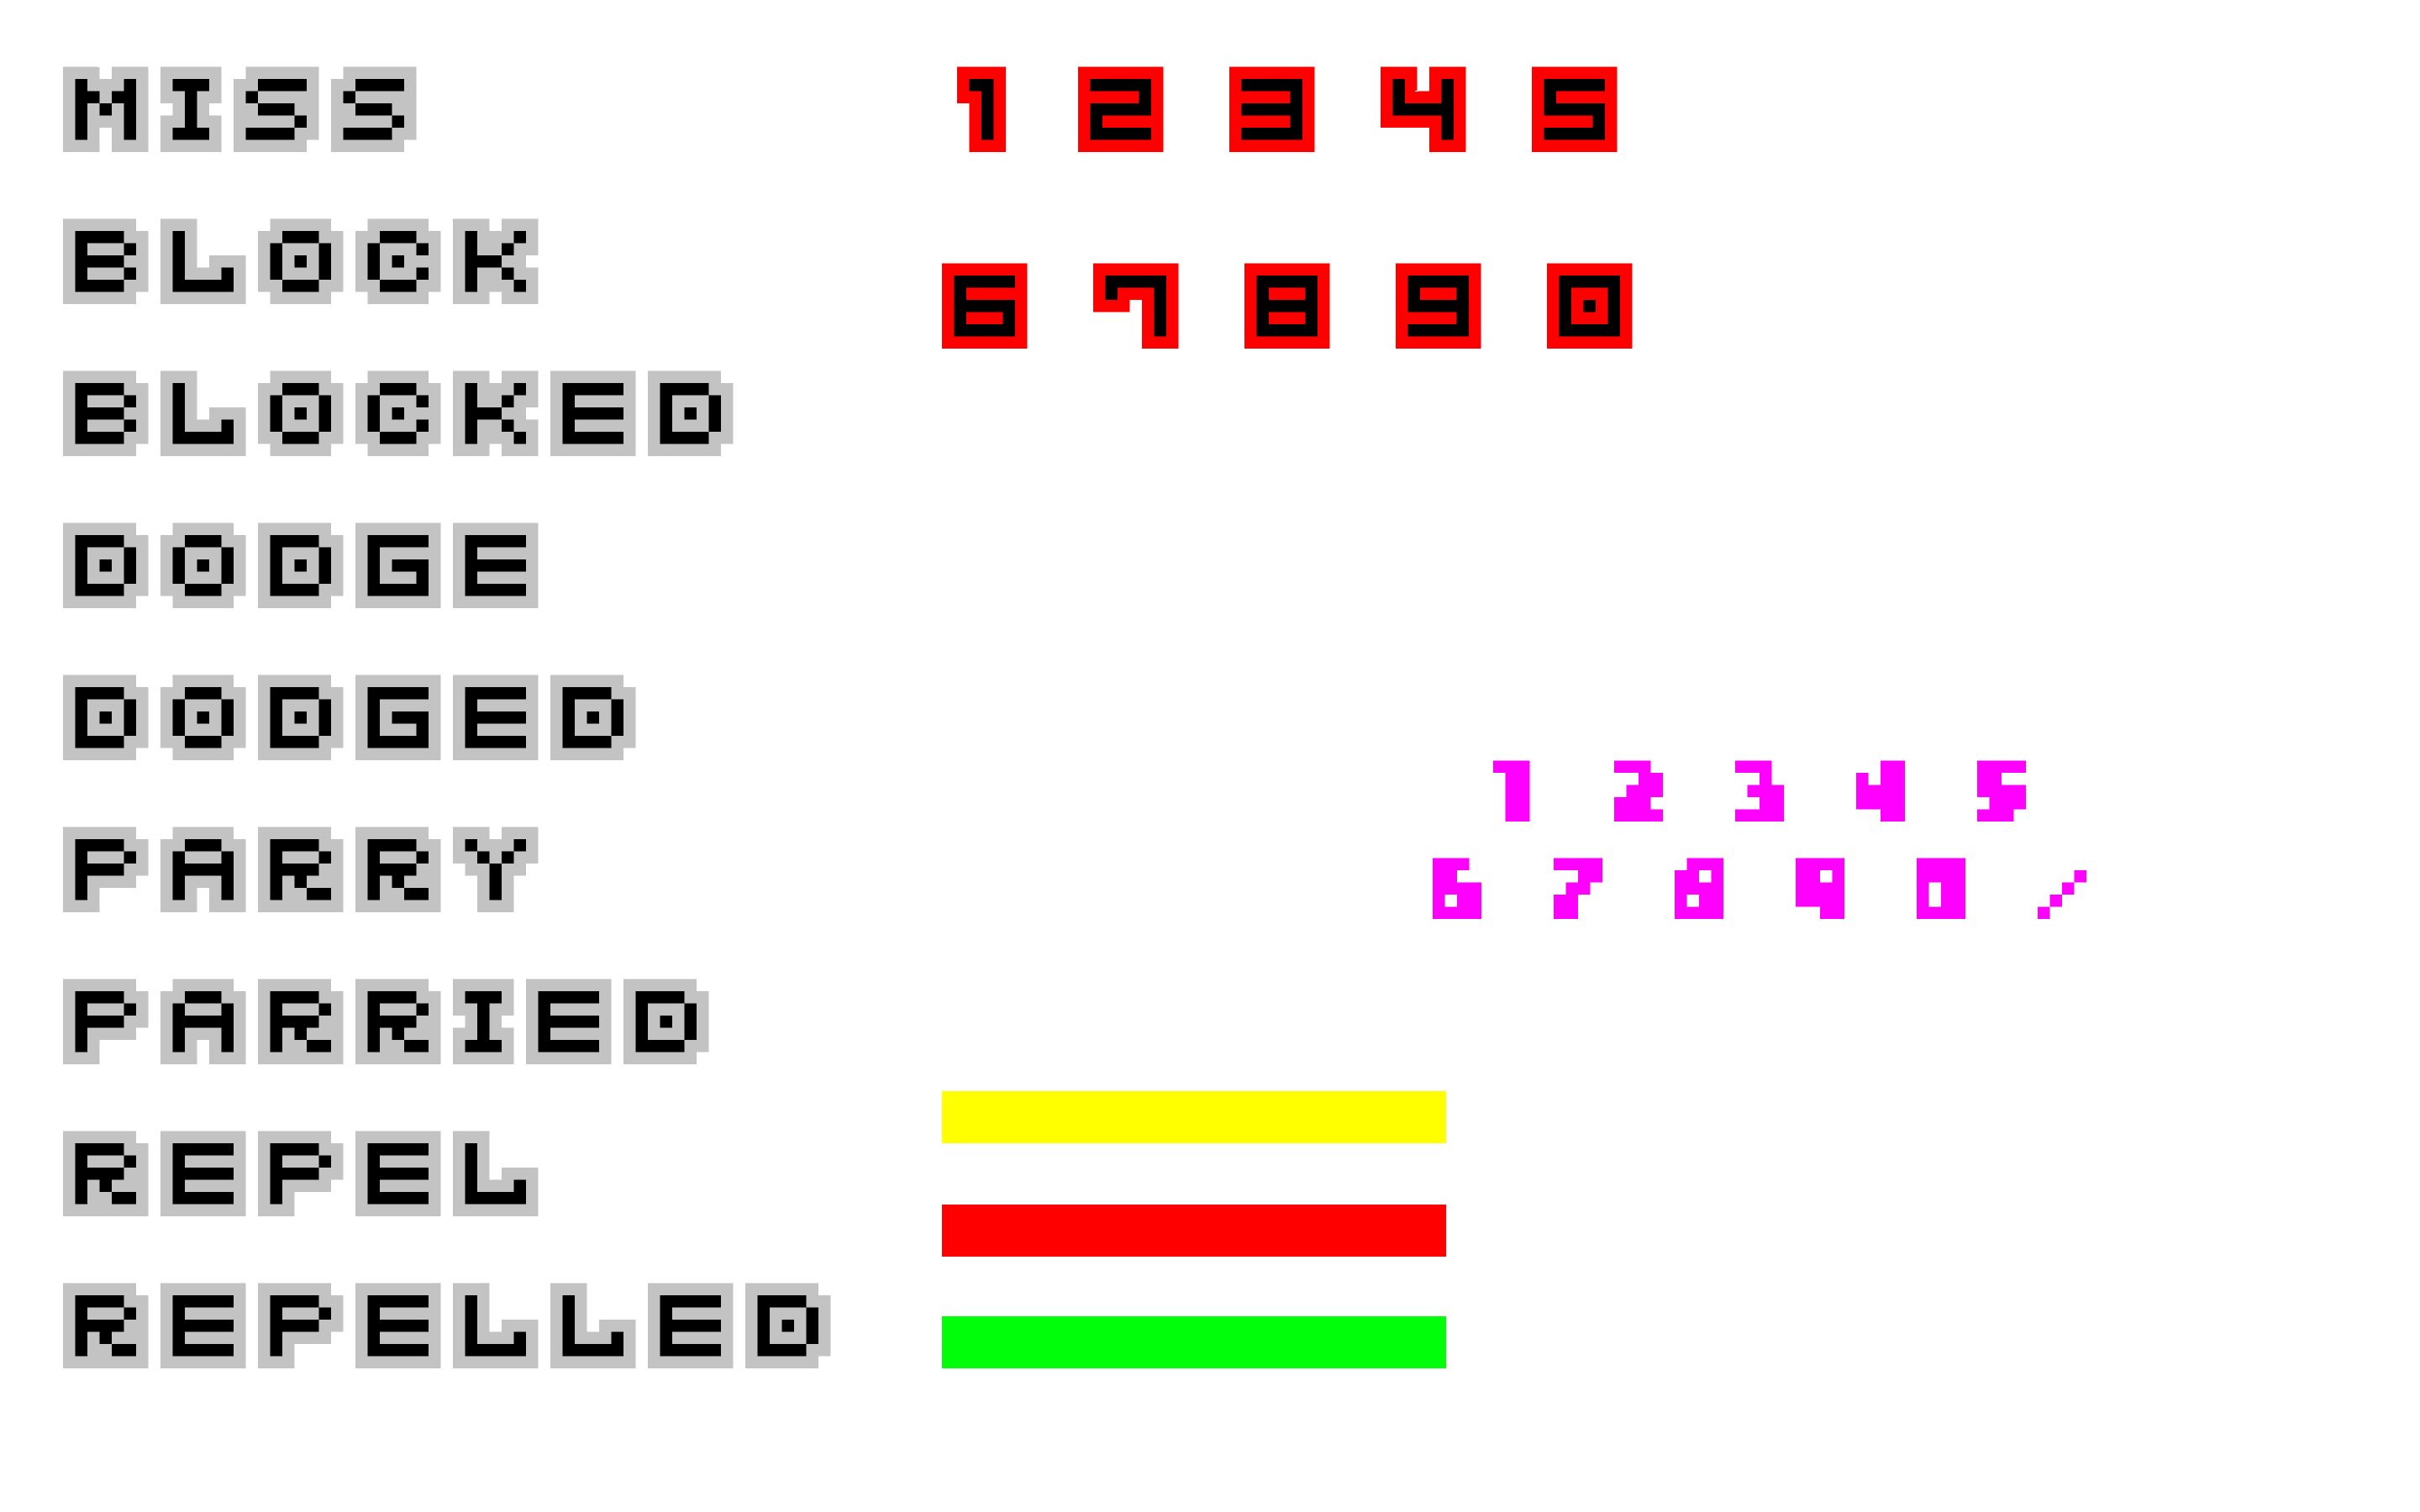 MISS
1 2 3 4 5
BLOCK
6 7 8 9 0
BLOCKED
DODGE
DODGED
1 2 3 4 5
PARRY
6 7 8 9 0 /
PARRIED
REPEL
REPELLED